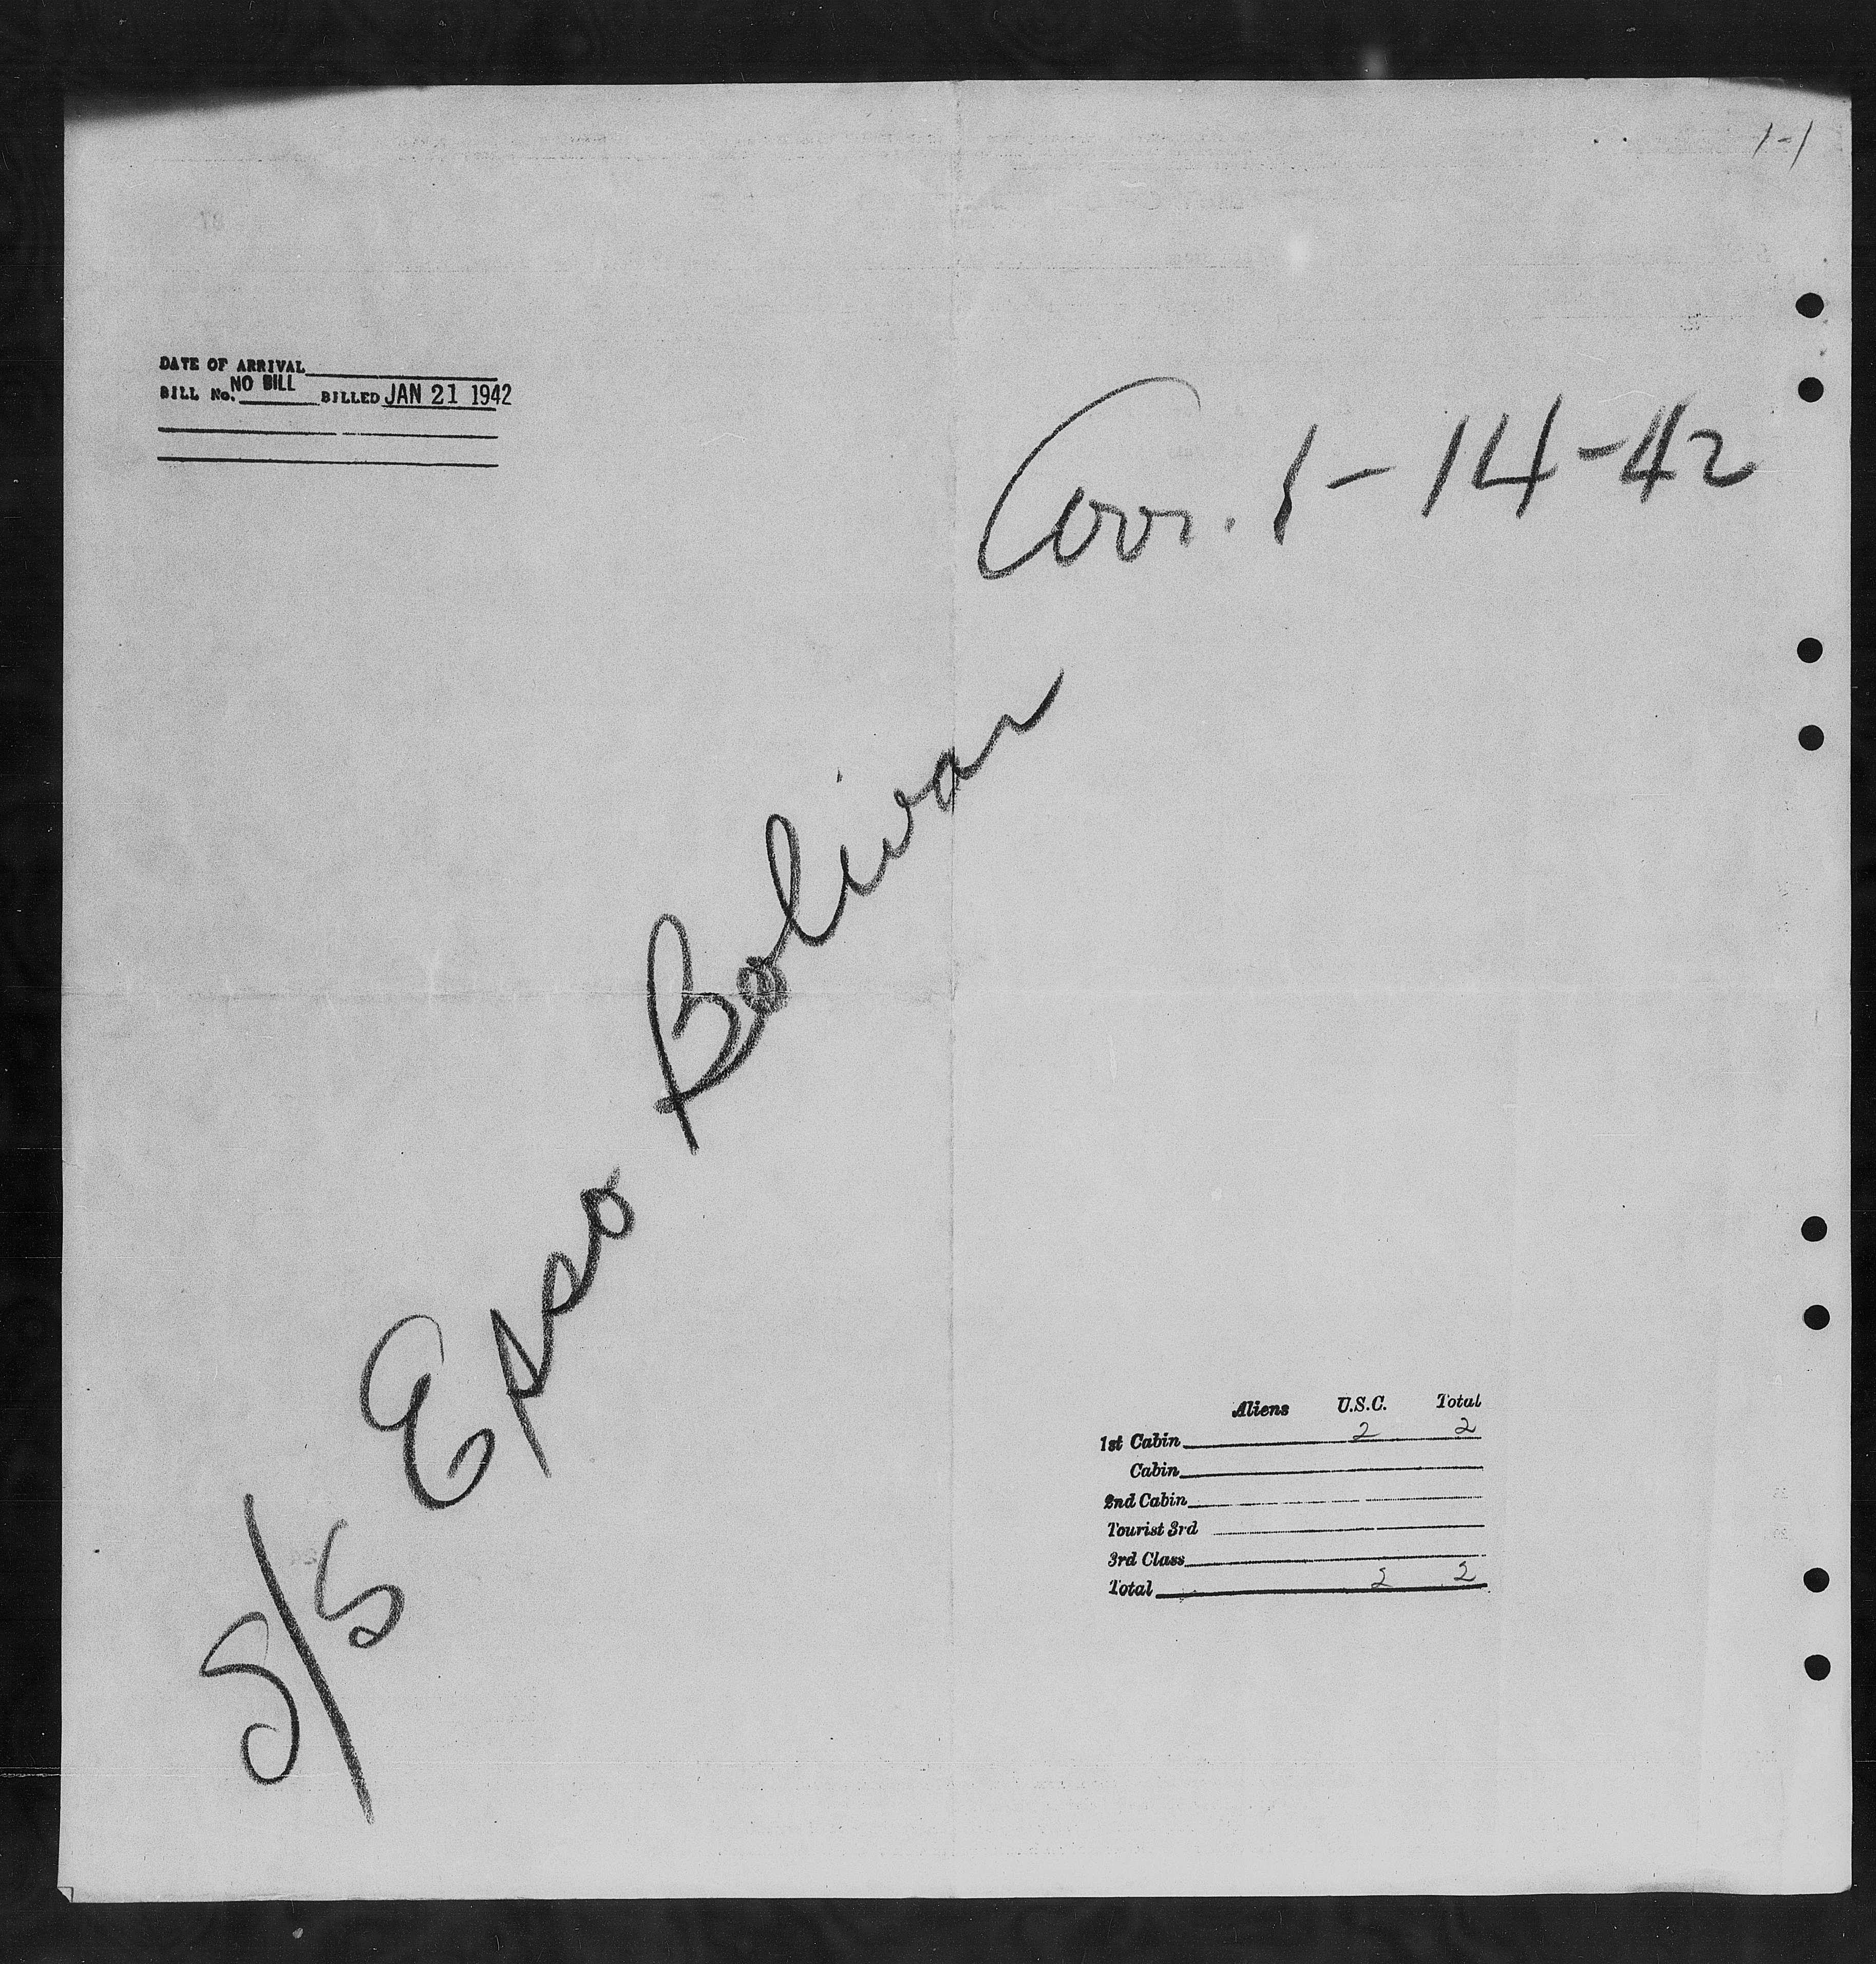 1-1
DATE OF ARRIVAL
BILL No. NO BILL BILLED JAN 21 1942
Arr. 1-14-42
S/S Esso Bolivar
Aliens U.S.C. Total
1st Cabin 2 2
Cabin
2nd Cabin
Tourist 3rd
3rd Class
Total 2 2